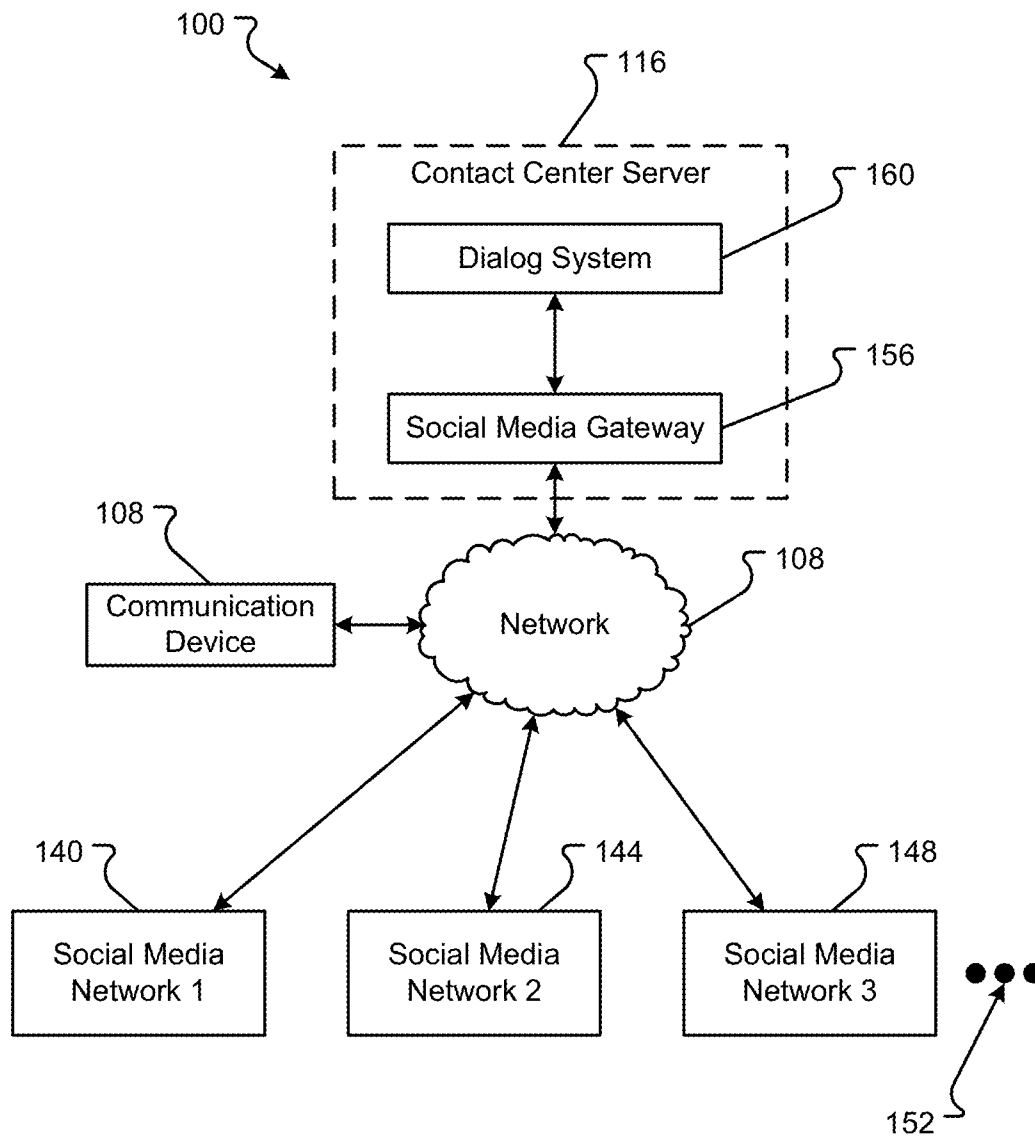 100
116
Contact Center Server
160
Dialog System
156
Social Media Gateway
108
108
Communication
Device
Network
140
144
148
Social Media
Network 1
Social Media
Network 2
Social Media
Network 3
152